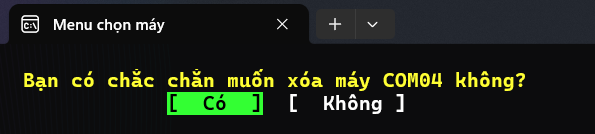 Menu chọn máy
Bạn có chắc chắn muốn xóa máy COM04 không?
[ Có ] [ Không ]